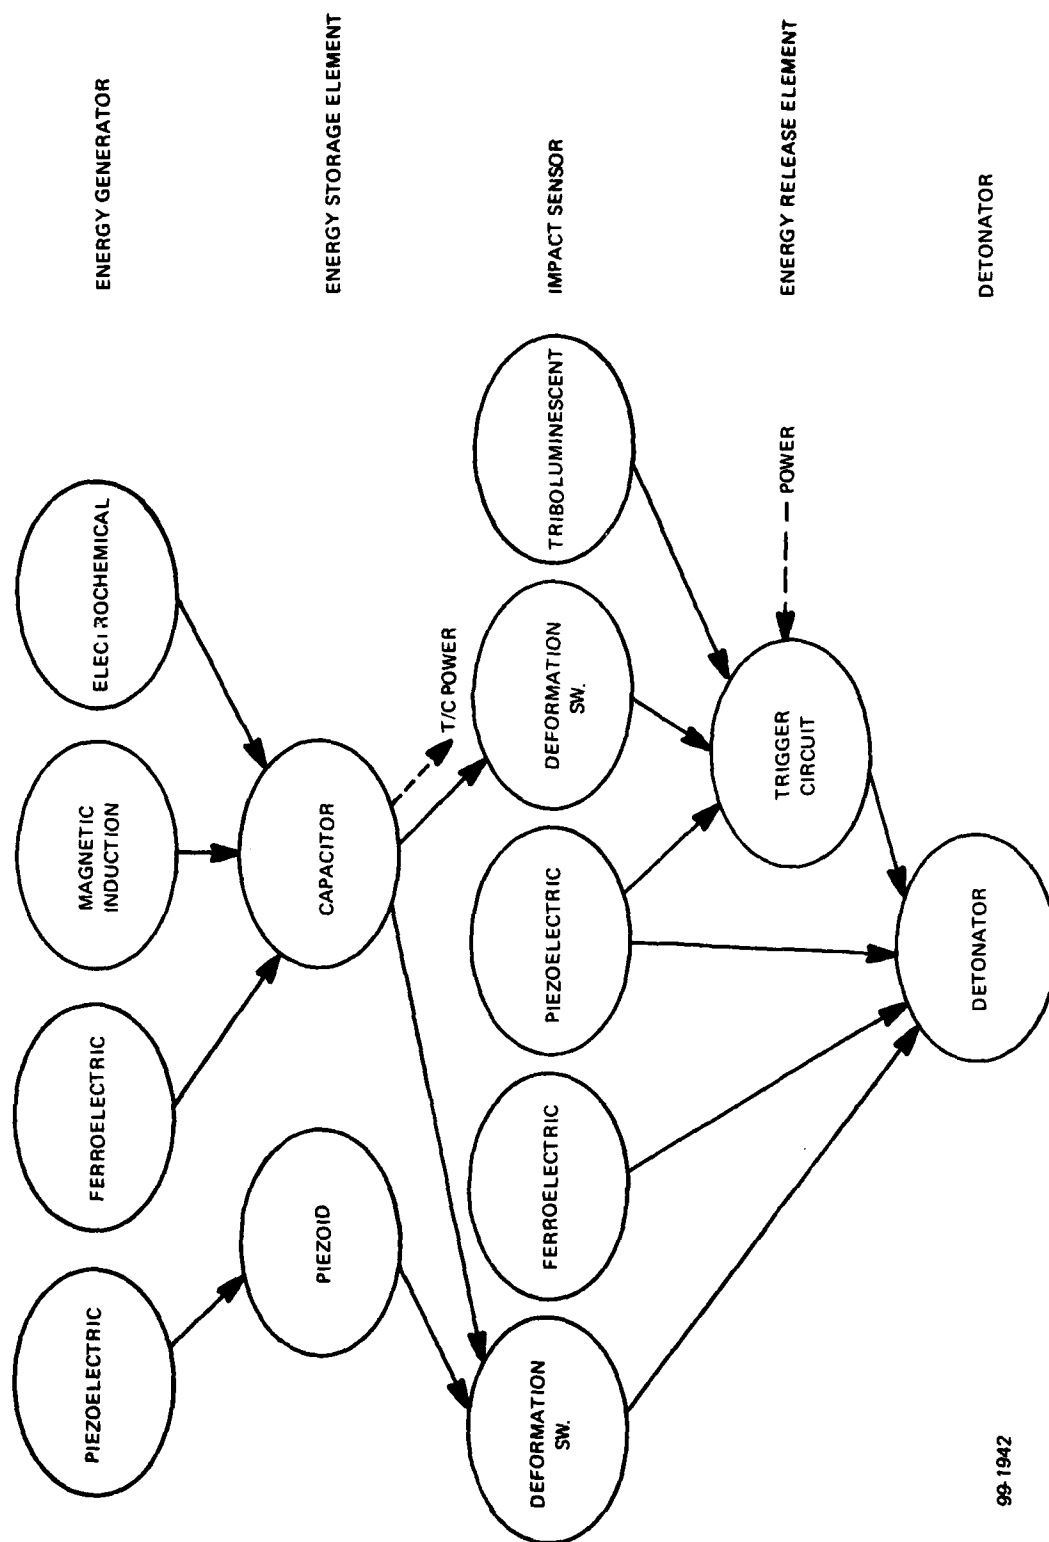 ENERGY GENERATOR
PIEZOELECTRIC
FERROELECTRIC
MAGNETIC
INDUCTION
ELECTROCHEMICAL
ENERGY STORAGE ELEMENT
PIEZOID
CAPACITOR
T/C POWER
IMPACT SENSOR
DEFORMATION
SW.
FERROELECTRIC
PIEZOELECTRIC
DEFORMATION
SW.
TRIBOLUMINESCENT
ENERGY RELEASE ELEMENT
TRIGGER
CIRCUIT
POWER
DETONATOR
DETONATOR
99-1942